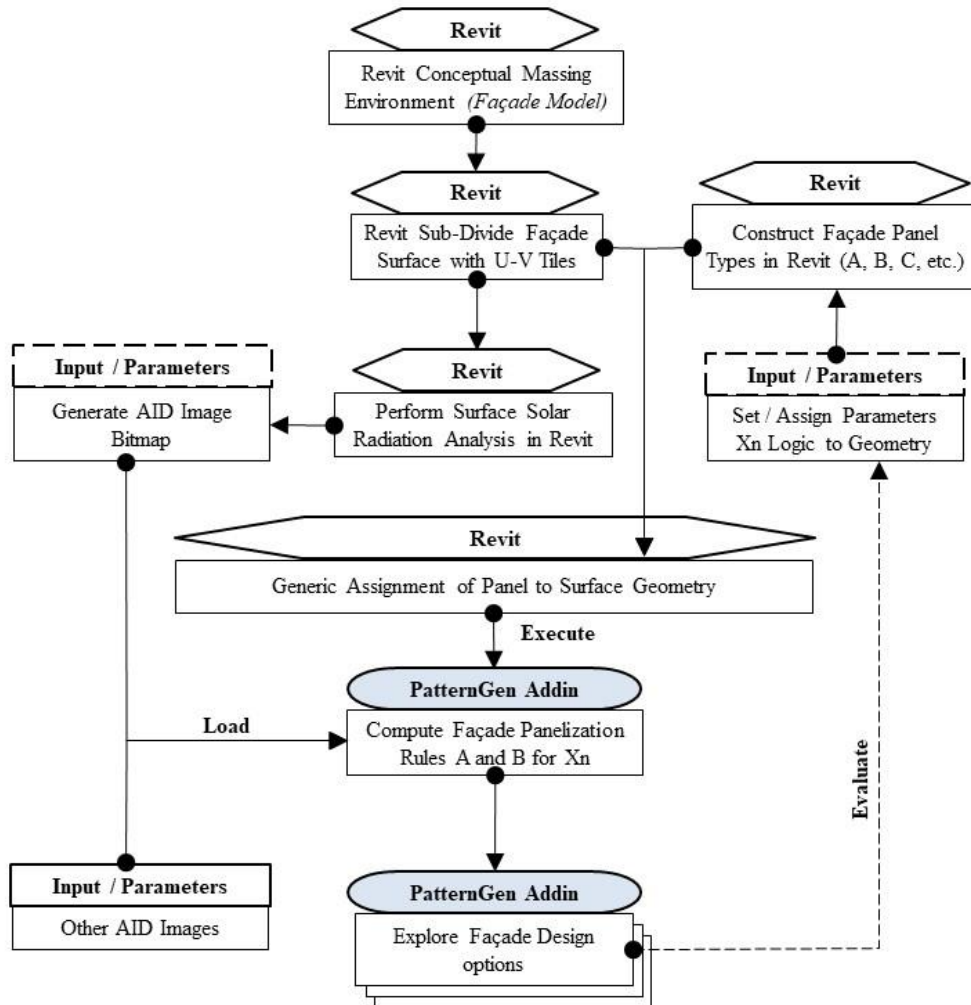 Revit
Revit Conceptual Massing
Environment (Façade Model)
Revit
Revit Sub-Divide Façade
Surface with U-V Tiles
Revit
Construct Façade Panel
Types in Revit (A, B, C, etc.)
Input / Parameters
Generate AID Image
Bitmap
Revit
Perform Surface Solar
Radiation Analysis in Revit
Input / Parameters
Set / Assign Parameters
Xn Logic to Geometry
Revit
Generic Assignment of Panel to Surface Geometry
Execute
PatternGen Addin
Compute Façade Panelization
Rules A and B for Xn
Load
Evaluate
Input / Parameters
Other AID Images
PatternGen Addin
Explore Façade Design
options